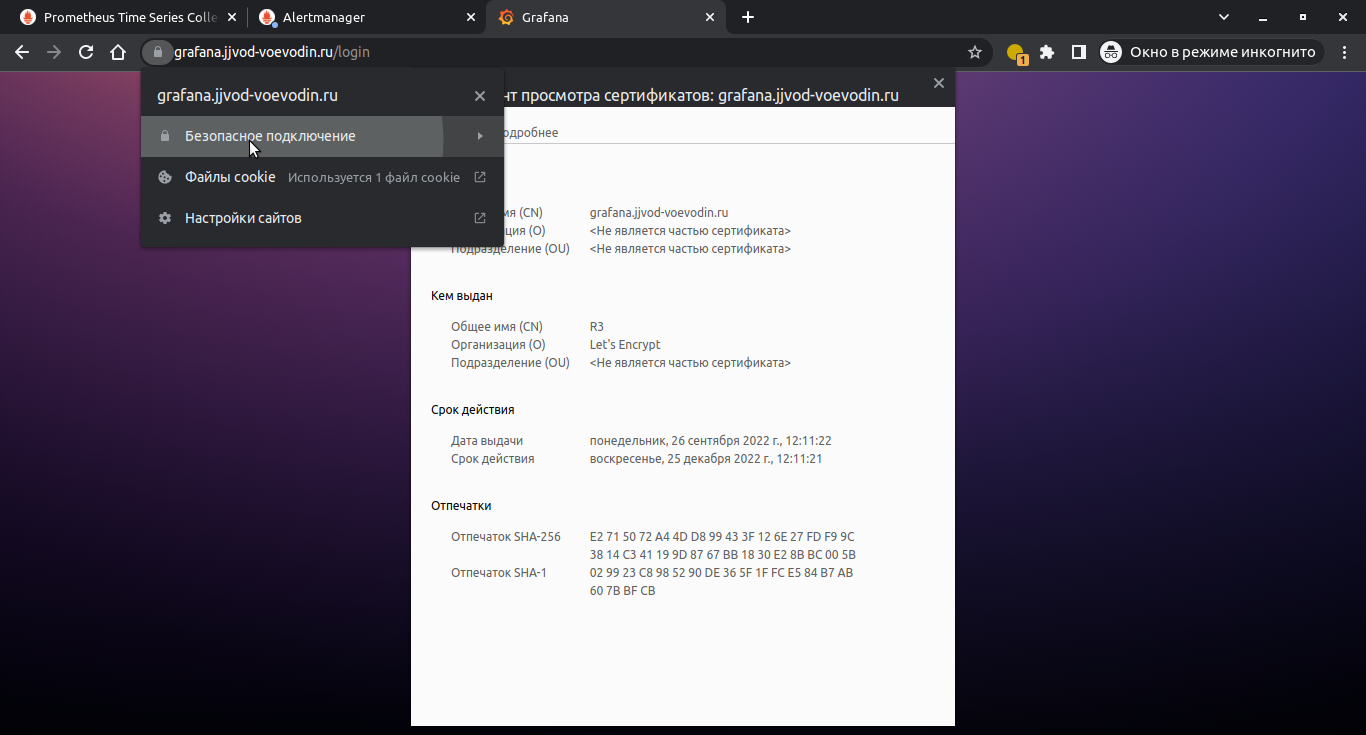 Prometheus Time Series Colle
Alertmanager
Grafana
grafana.jjvod-voevodin.ru/login
1
Окно в режиме инкогнито
grafana.jjvod-voevodin.ru
нт просмотра сертификатов: grafana.jjvod-voevodin.ru
Безопасное подключение
одробнее
Файлы cookie Используется 1 файл cookie
Настройки сайтов
мя (CN) grafana.jjvod-voevodin.ru
ция (O) <Не является частью сертификата>
Подразделение (OU) <Не является частью сертификата>
Кем выдан
Общее имя (CN) R3
Организация (O) Let's Encrypt
Подразделение (OU) <Не является частью сертификата>
Срок действия
Дата выдачи понедельник, 26 сентября 2022 г., 12:11:22
Срок действия воскресенье, 25 декабря 2022 г., 12:11:21
Отпечатки
Отпечаток SHA-256 E2 71 50 72 A4 4D D8 99 43 3F 12 6E 27 FD F9 9C
38 14 C3 41 19 9D 87 67 BB 18 30 E2 8B BC 00 5B
Отпечаток SHA-1 02 99 23 C8 98 52 90 DE 36 5F 1F FC E5 84 B7 AB
60 7B BF CB